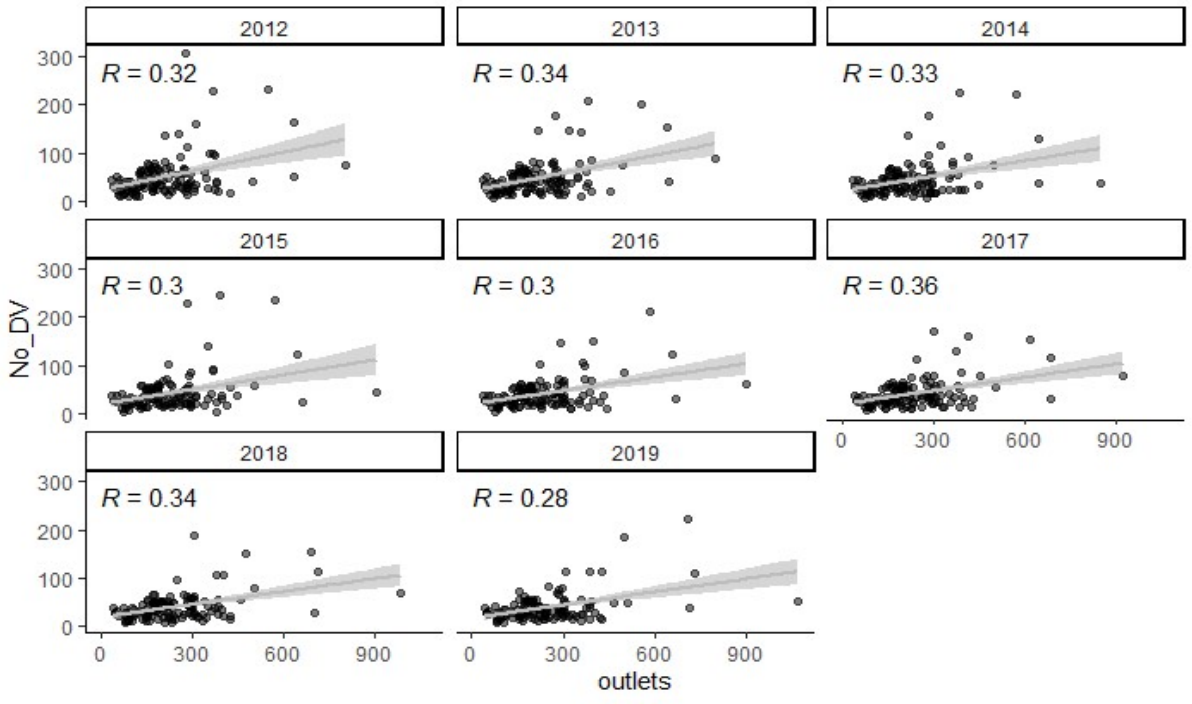 2012 2013 2014
300 R = 0.32 R = 0.34 R = 0.33
200
100
0
2015 2016 2017
300 R = 0.3 R = 0.3 R = 0.36
200
100
0
0 300 600 900
No_DV
2018 2019
300 R = 0.34 R = 0.28
200
100
0
0 300 600 900 0 300 600 900
outlets